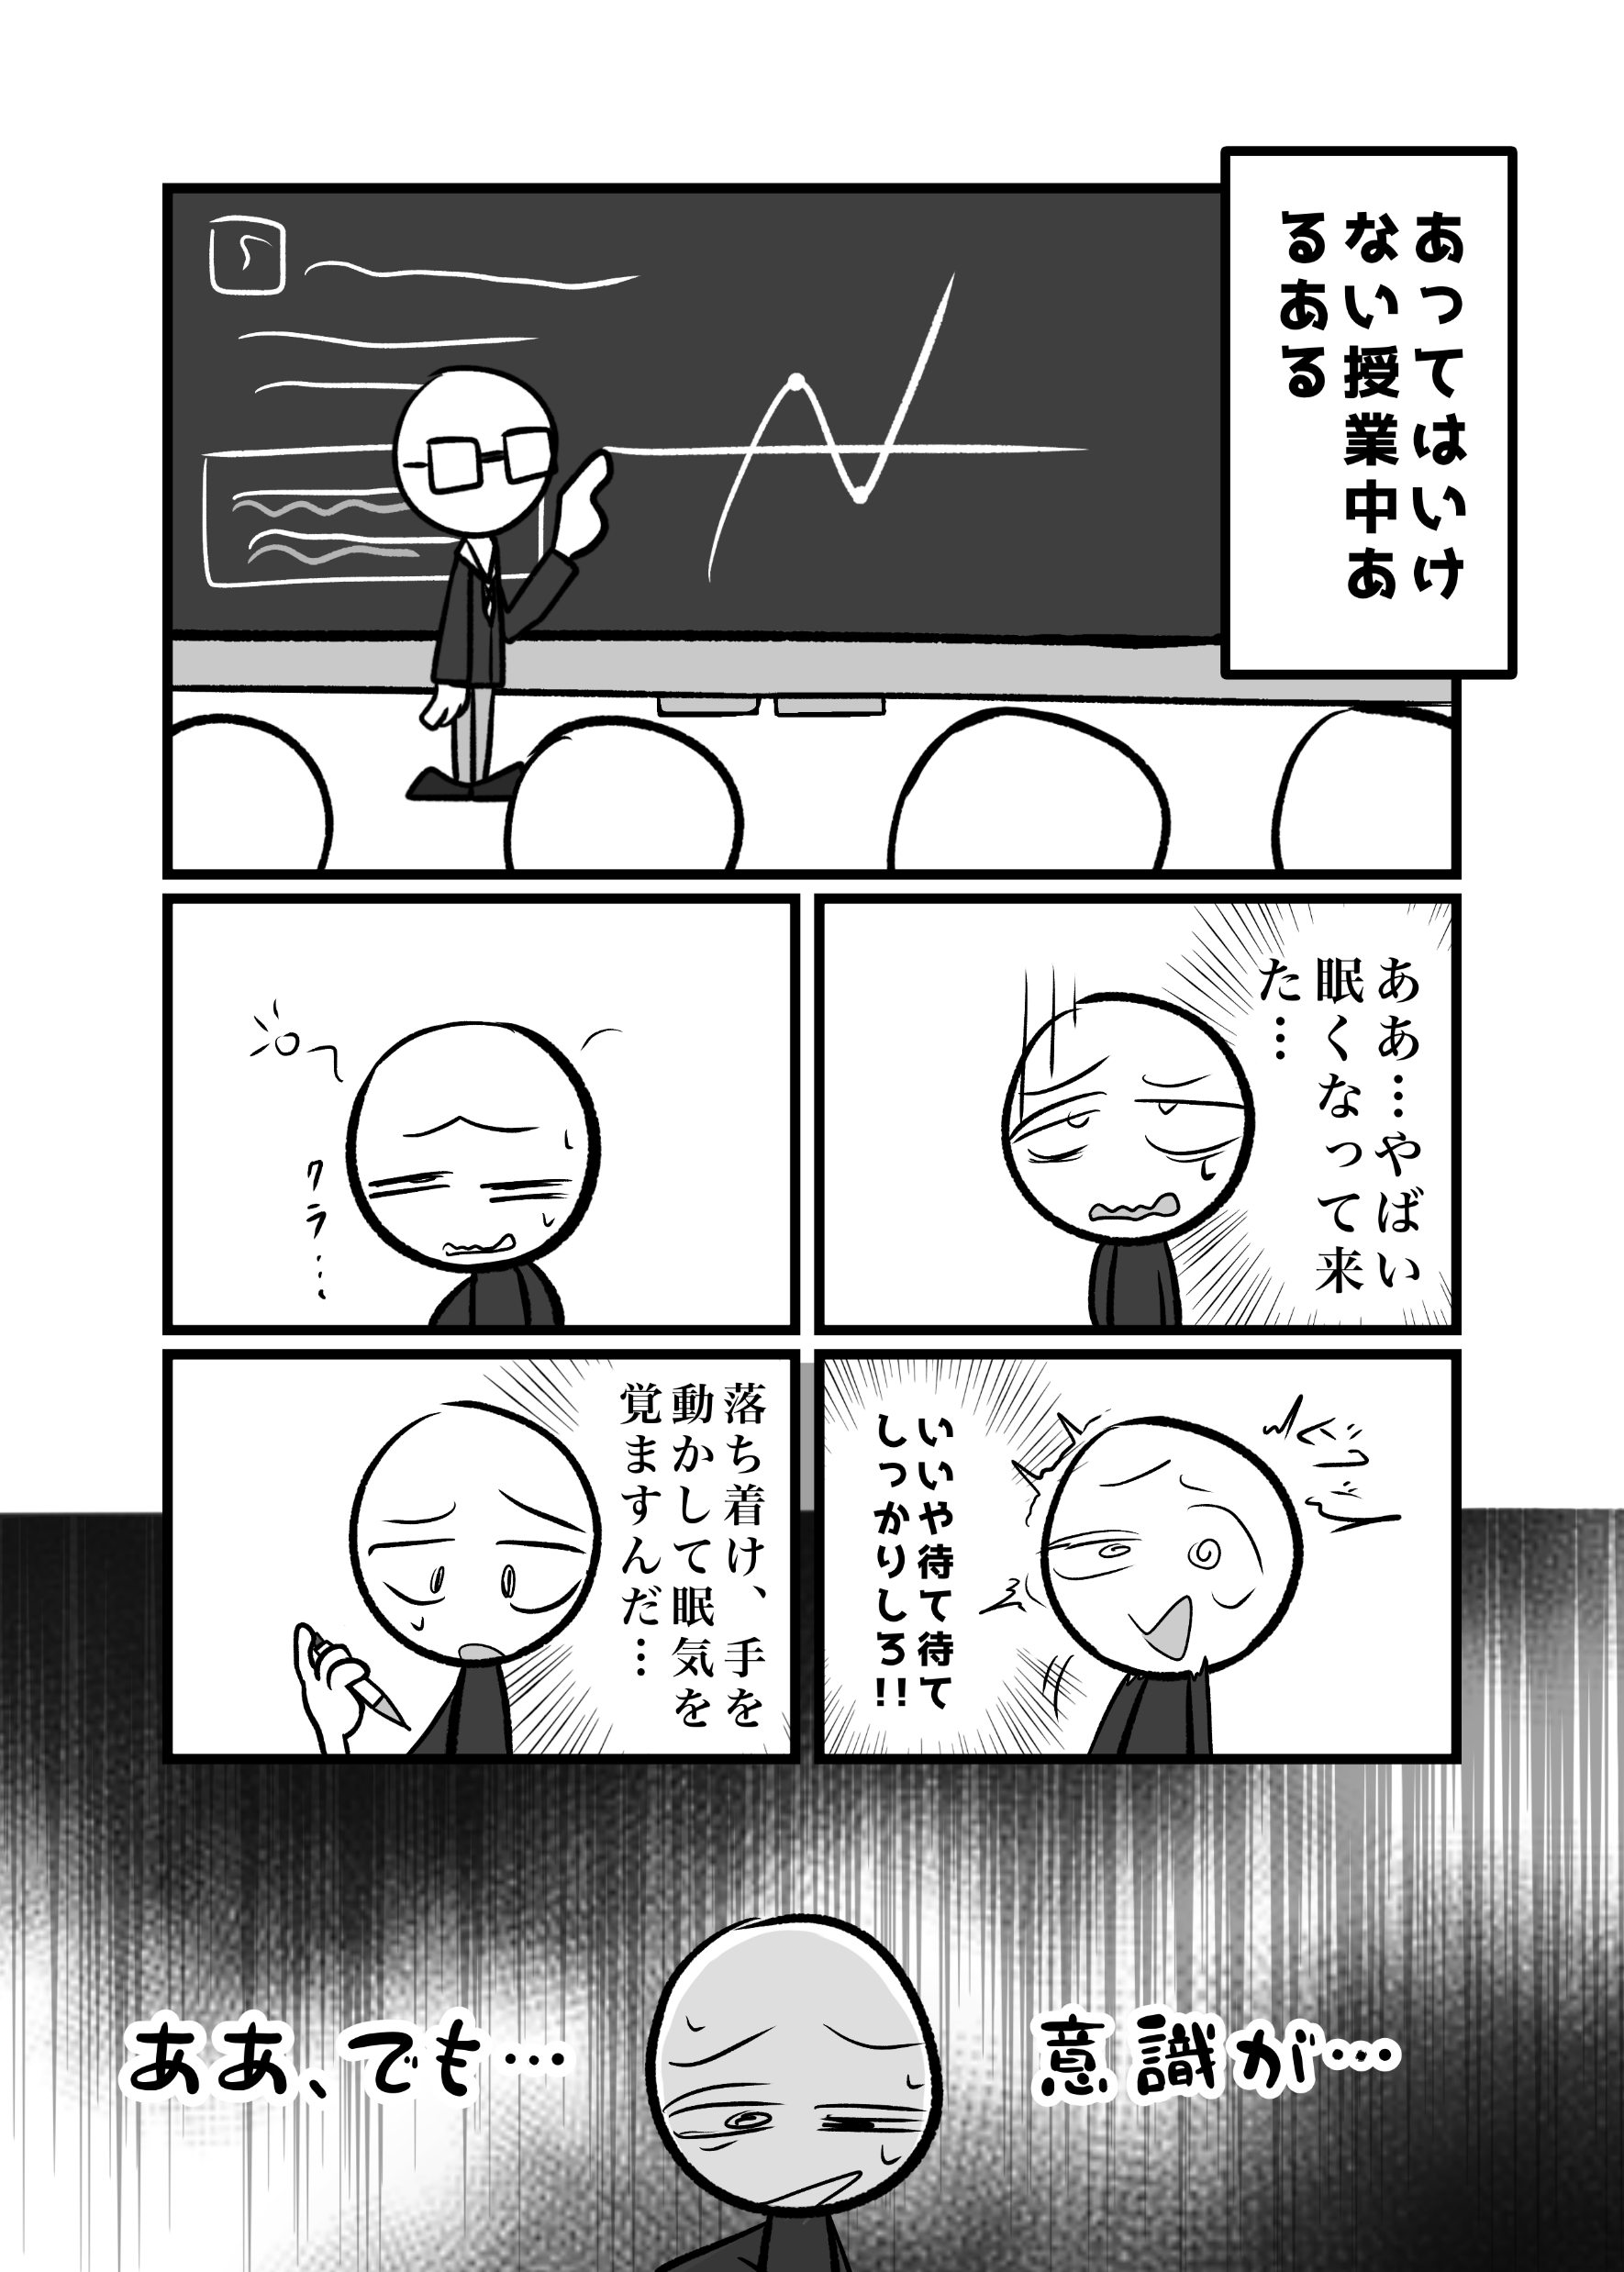 あってはいけ
ない授業中あ
るあある
ああ…やばい
眠くなって来
た…
クラ…
いいや待て待て
しっかりしろ!!
落ち着け、手を
動かして眠気を
覚ますんだ…
意識が…
ああ、でも…